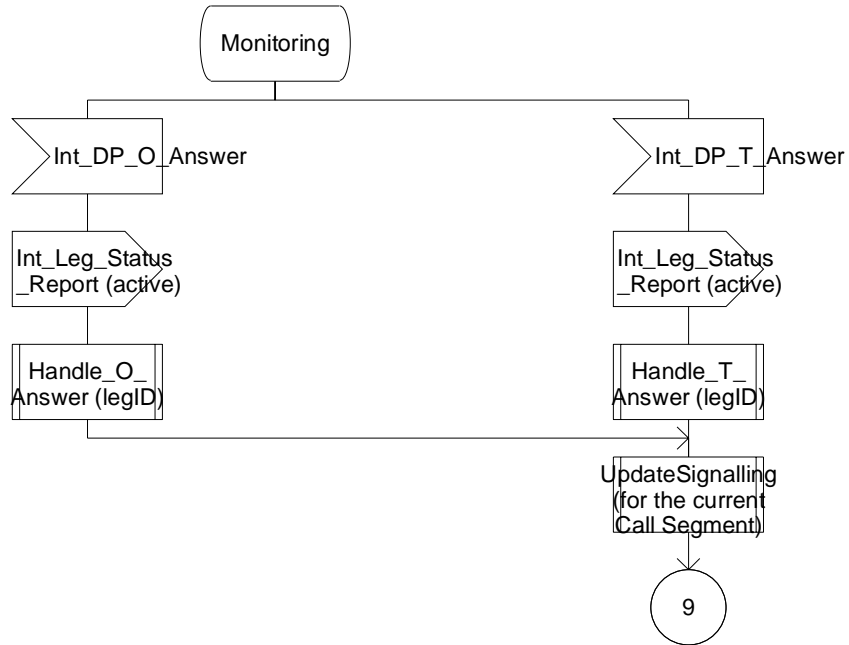 Monitoring
Int_DP_O_Answer
Int_DP_T_Answer
Int_Leg_Status
_Report (active)
Int_Leg_Status
_Report (active)
Handle_O_
Answer (legID)
Handle_T_
Answer (legID)
UpdateSignalling
(for the current
Call Segment)
9